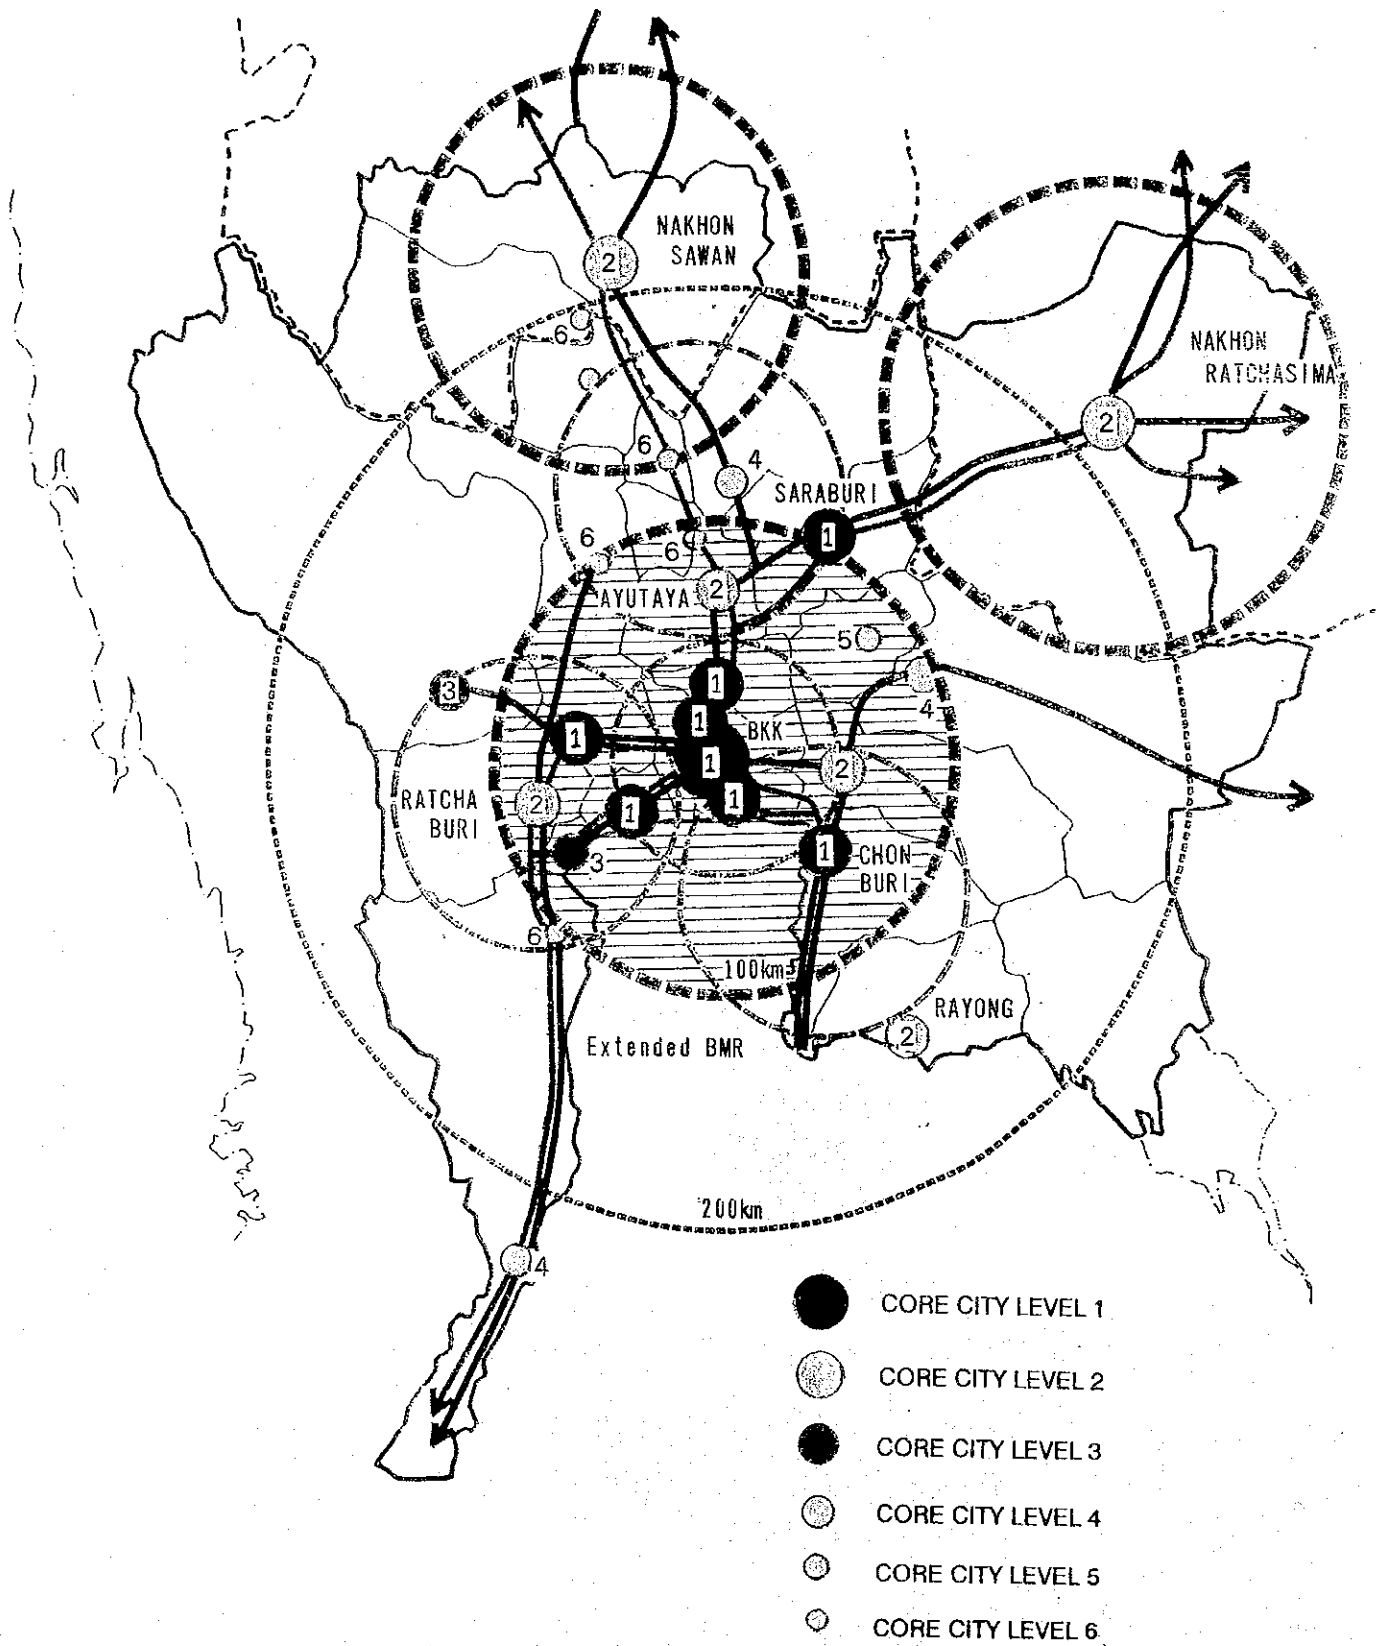 NAKHON
SAWAN
2
NAKHON
RATCHASIMA
6
2
6
4
SARABURI
1
6
6
AYUTAYA
2
5
3
1
4
1
1
BKK
1
2
RATCHA
BURI
2
1
1
3
1
CHON
BURI
6
100km
RAYONG
2
Extended BMR
200km
4
CORE CITY LEVEL 1
CORE CITY LEVEL 2
CORE CITY LEVEL 3
CORE CITY LEVEL 4
CORE CITY LEVEL 5
CORE CITY LEVEL 6